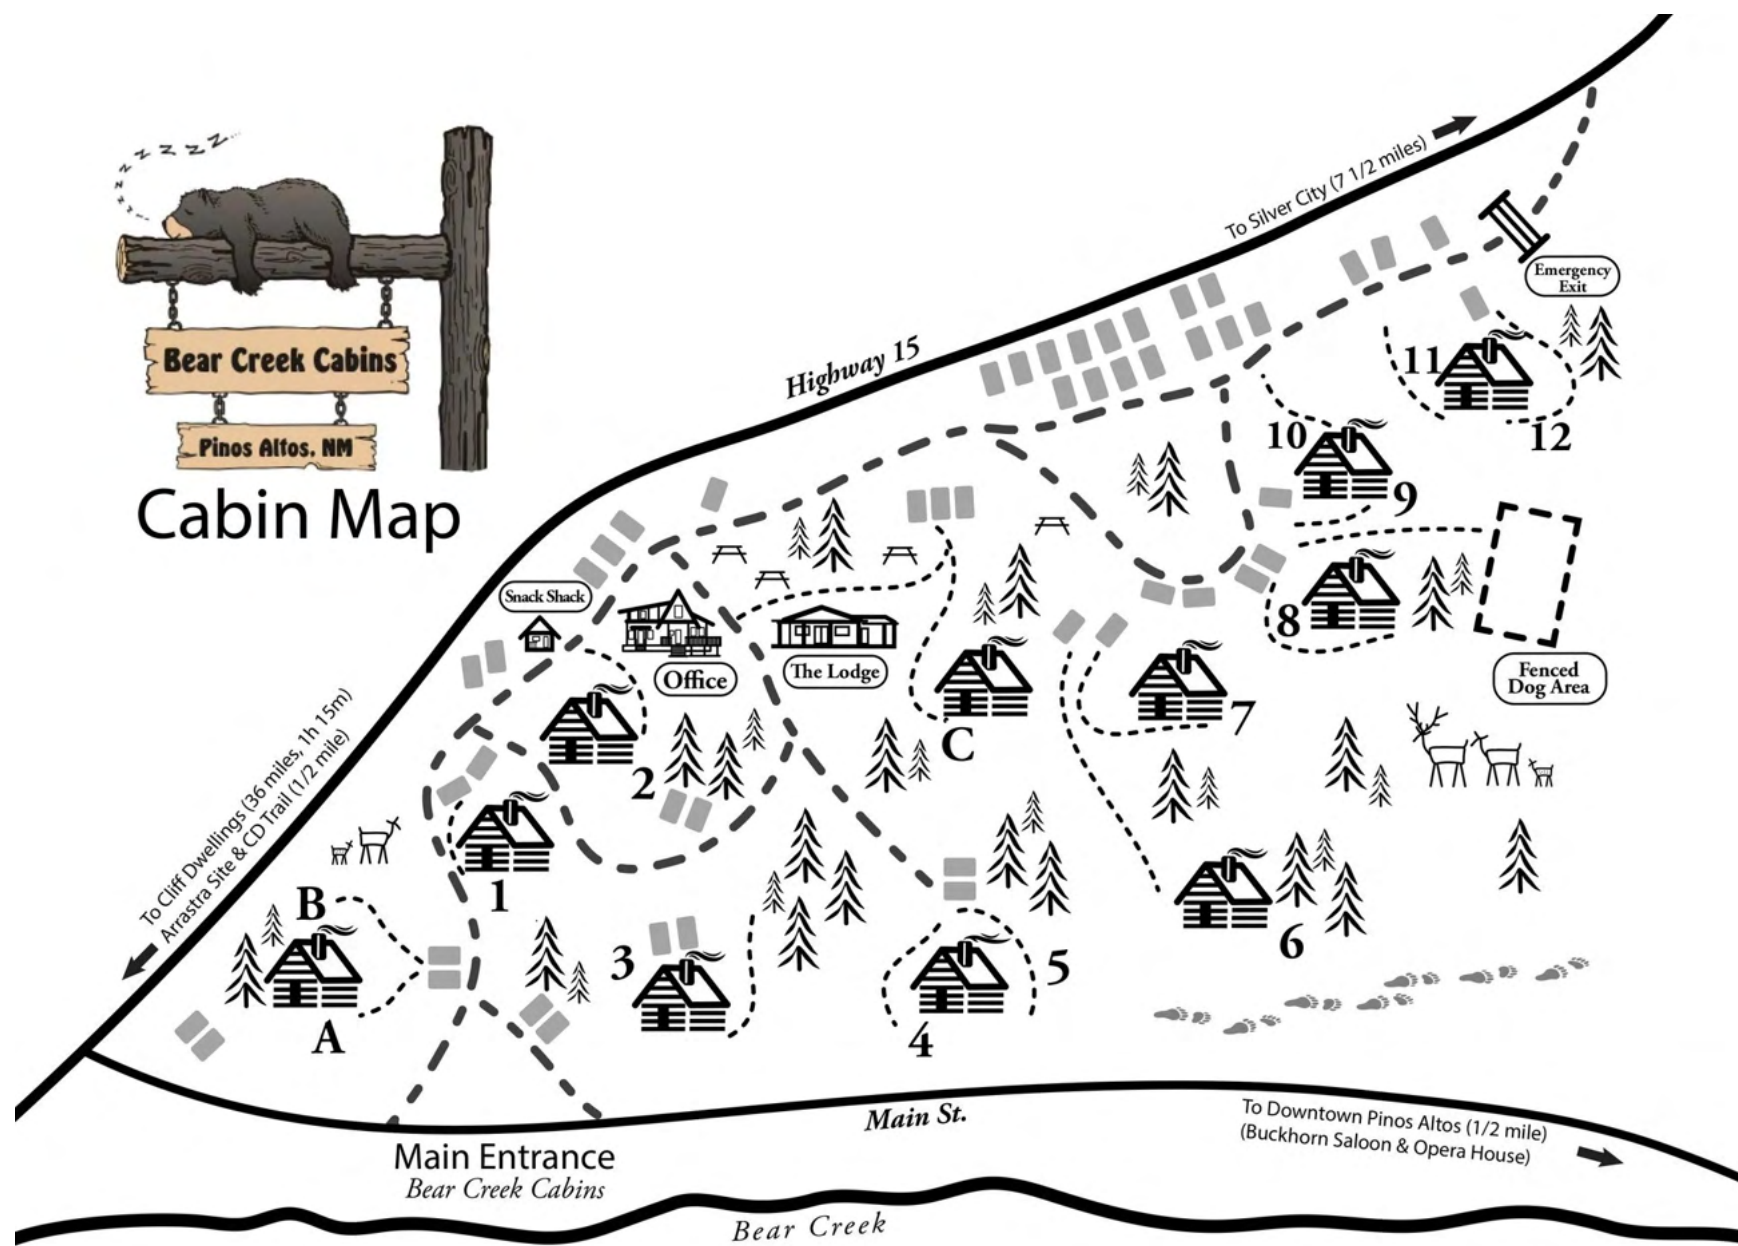 z z z z z z z z z z
Bear Creek Cabins
Pinos Altos, NM
Cabin Map
To Silver City (7 1/2 miles)
Highway 15
Emergency
Exit
11
12
10
9
Snack Shack
Office
The Lodge
8
Fenced
Dog Area
7
C
2
To Cliff Dwellings (36 miles, 1h 15m)
Arrastra Site & CD Trail (1/2 mile)
1
B
A
3
4
5
6
Main St.
To Downtown Pinos Altos (1/2 mile)
(Buckhorn Saloon & Opera House)
Main Entrance
Bear Creek Cabins
Bear Creek